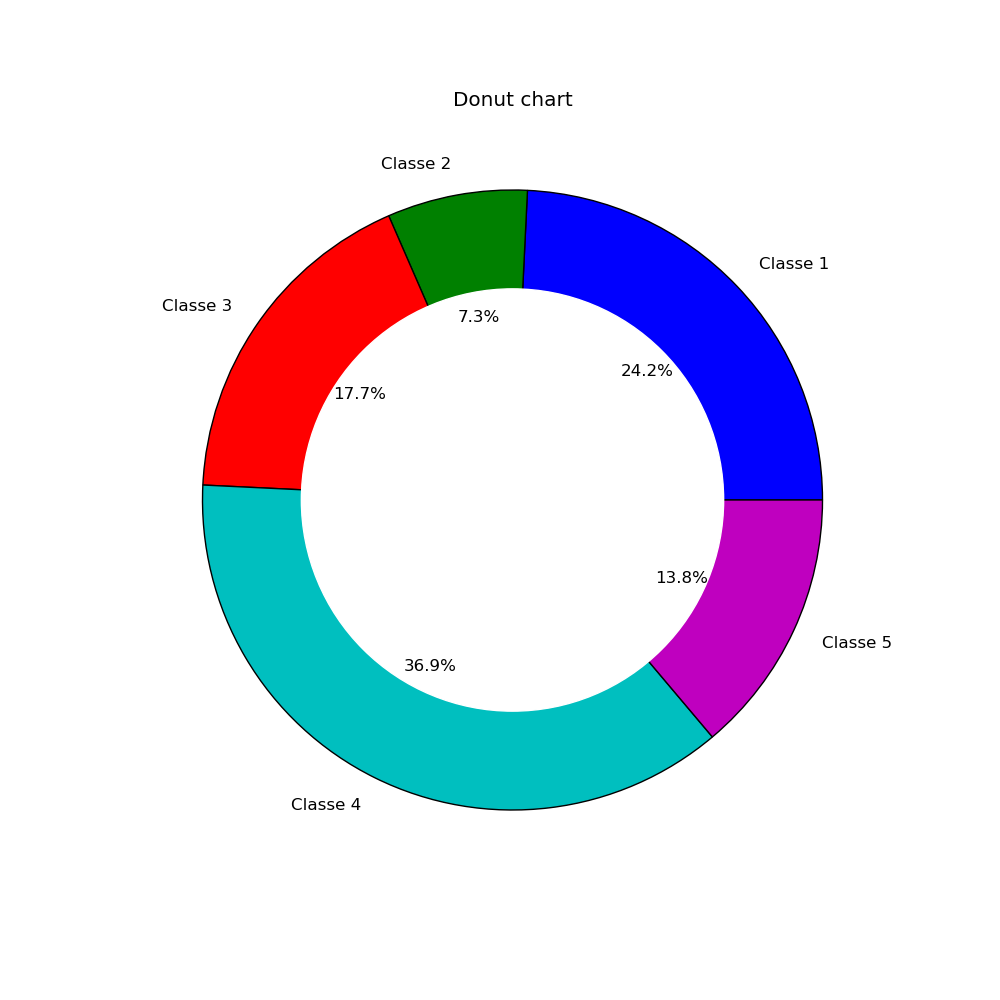 Donut chart
Classe 2
Classe 1
Classe 3
7.3%
24.2%
17.7%
13.8%
Classe 5
36.9%
Classe 4